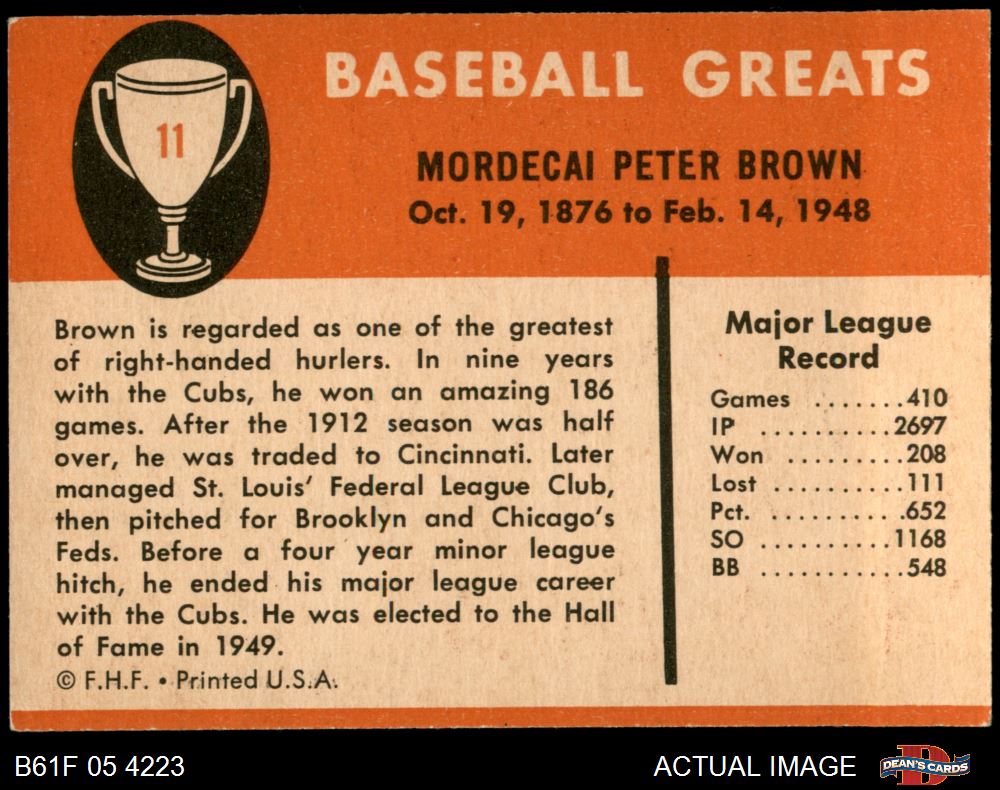 11
BASEBALL GREATS
MORDECAI PETER BROWN
Oct. 19, 1876 to Feb. 14, 1948
Brown is regarded as one of the greatest
of right-handed hurlers. In nine years
with the Cubs, he won an amazing 186
games. After the 1912 season was half
over, he was traded to Cincinnati. Later
managed St. Louis' Federal League Club,
then pitched for Brooklyn and Chicago's
Feds. Before a four year minor league
hitch, he ended his major league career
with the Cubs. He was elected to the Hall
of Fame in 1949.
© F.H.F. • Printed U.S.A.
Major League
Record
Games .......410
IP ..........2697
Won .........208
Lost ..........111
Pct. ..........652
SO ..........1168
BB ...........548
B61F 05 4223
ACTUAL IMAGE
D
DEAN'S CARDS